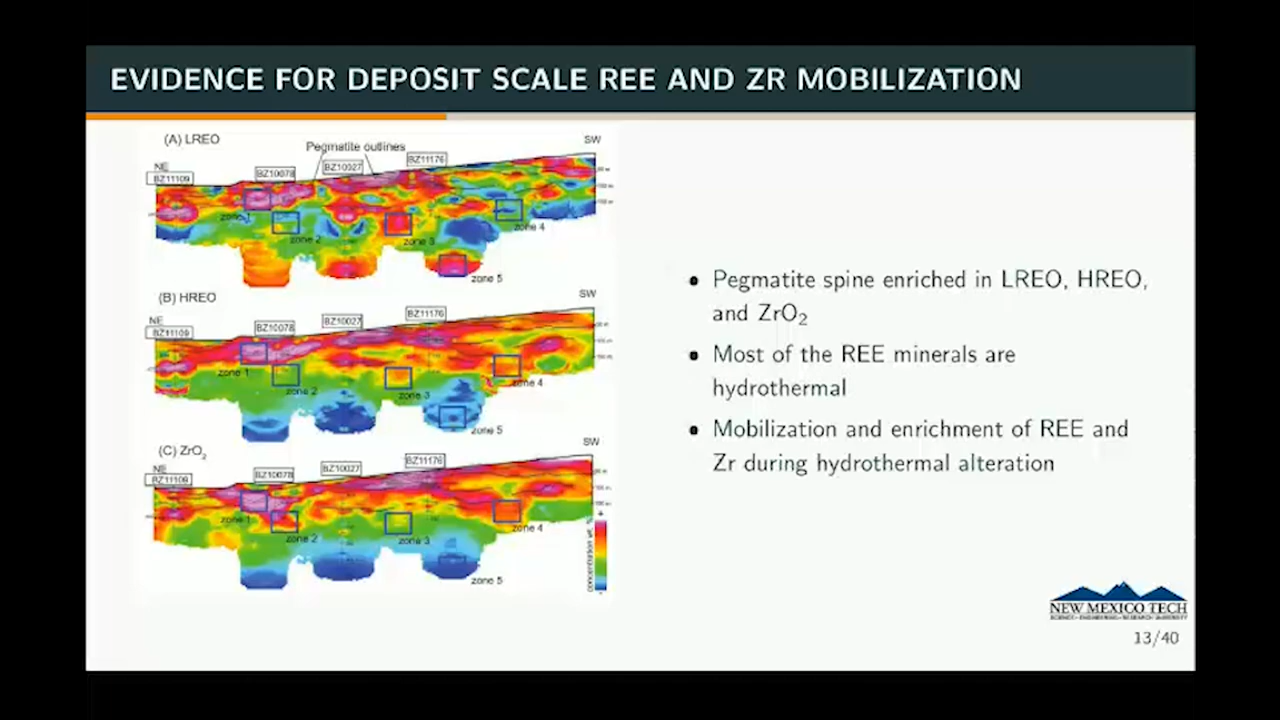 EVIDENCE FOR DEPOSIT SCALE REE AND ZR MOBILIZATION
(A) LREO
Pegmatite outlines
SW
NE
BZ11109
BZ10078
BZ10027
BZ11176
zone 1
zone 2
zone 3
zone 4
zone 5
(B) HREO
SW
NE
BZ11109
BZ10078
BZ10027
BZ11176
zone 1
zone 2
zone 3
zone 4
zone 5
(C) ZrO₂
SW
NE
BZ11109
BZ10078
BZ10027
BZ11176
zone 1
zone 2
zone 3
zone 4
zone 5
• Pegmatite spine enriched in LREO, HREO,
and ZrO₂
• Most of the REE minerals are
hydrothermal
• Mobilization and enrichment of REE and
Zr during hydrothermal alteration
NEW MEXICO TECH
SCIENCE • ENGINEERING • RESEARCH UNIVERSITY
13/40